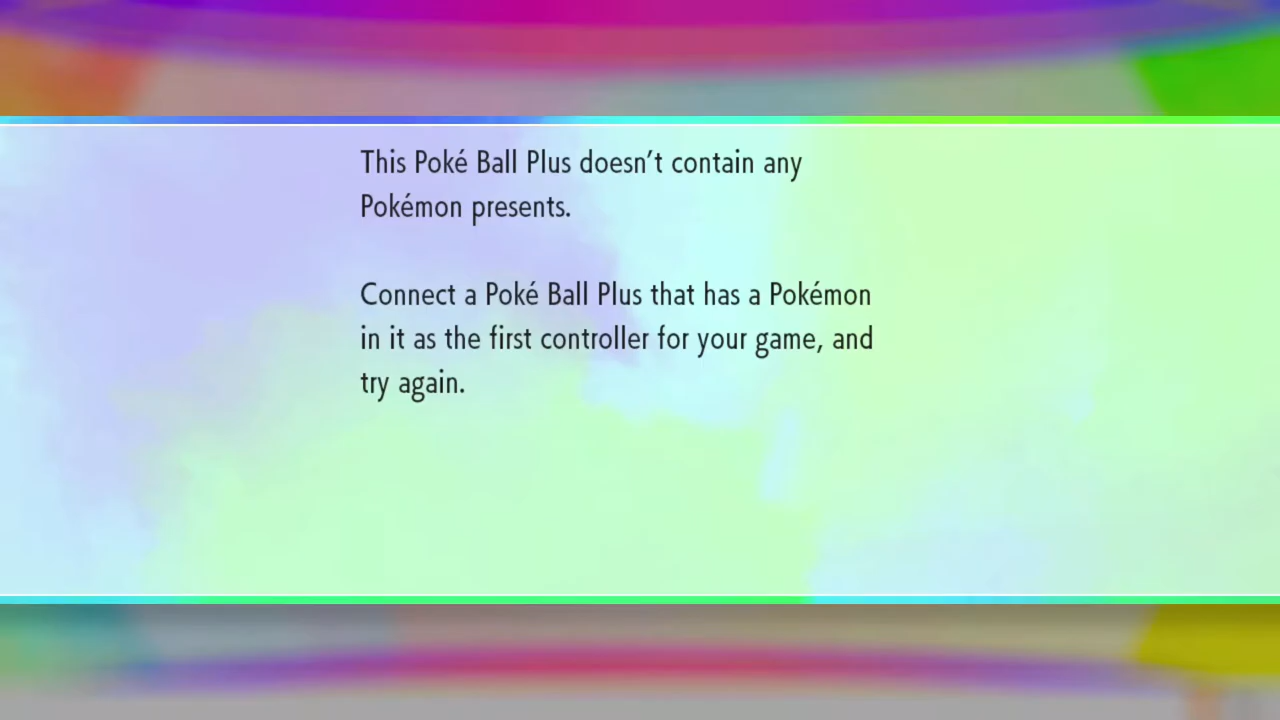 This Poké Ball Plus doesn’t contain any
Pokémon presents.
Connect a Poké Ball Plus that has a Pokémon
in it as the first controller for your game, and
try again.